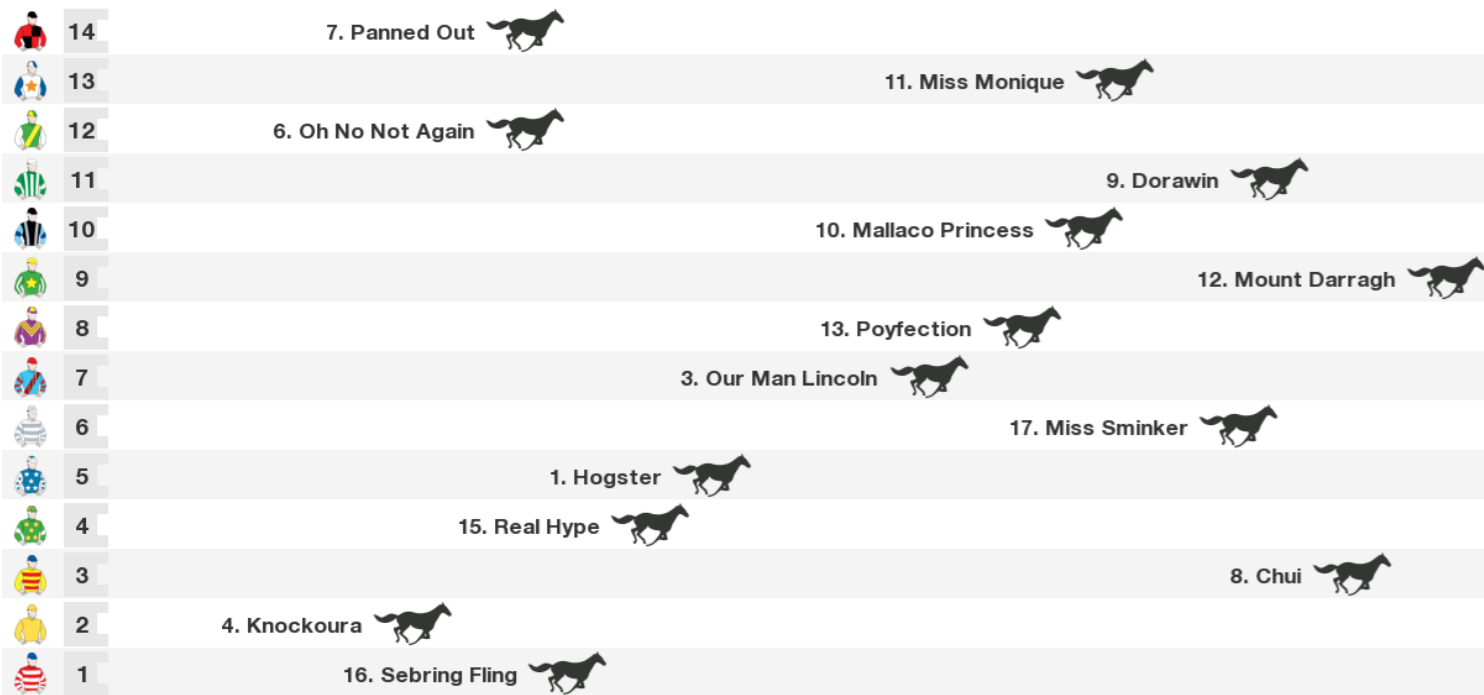 14 7. Panned Out
13 11. Miss Monique
12 6. Oh No Not Again
11 9. Dorawin
10 10. Mallaco Princess
9 12. Mount Darragh
8 13. Poyfection
7 3. Our Man Lincoln
6 17. Miss Sminker
5 1. Hogster
4 15. Real Hype
3 8. Chui
2 4. Knockoura
1 16. Sebring Fling